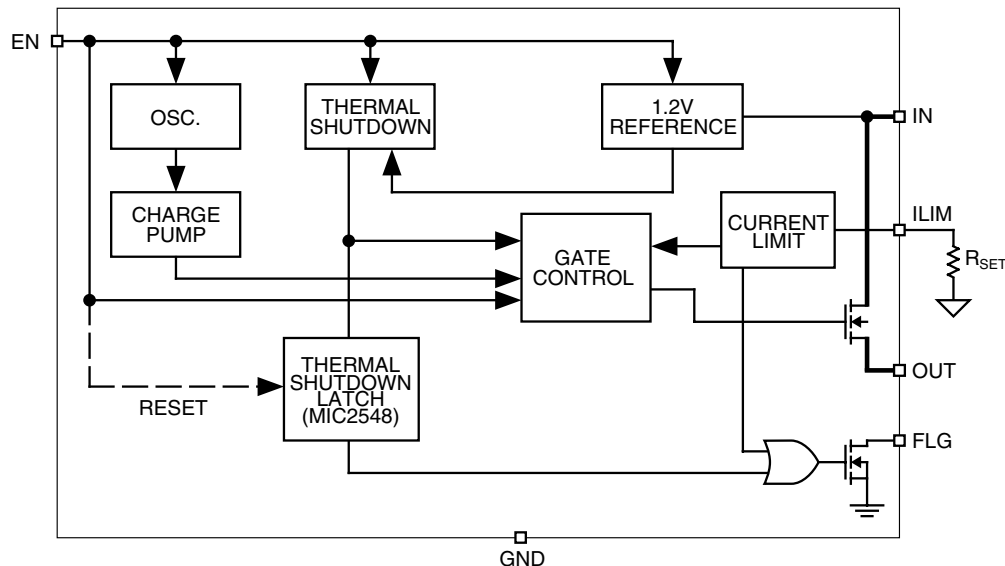 EN
OSC.
THERMAL
SHUTDOWN
1.2V
REFERENCE
IN
CHARGE
PUMP
GATE
CONTROL
CURRENT
LIMIT
ILIM
RSET
THERMAL
SHUTDOWN
LATCH
(MIC2548)
RESET
OUT
FLG
GND